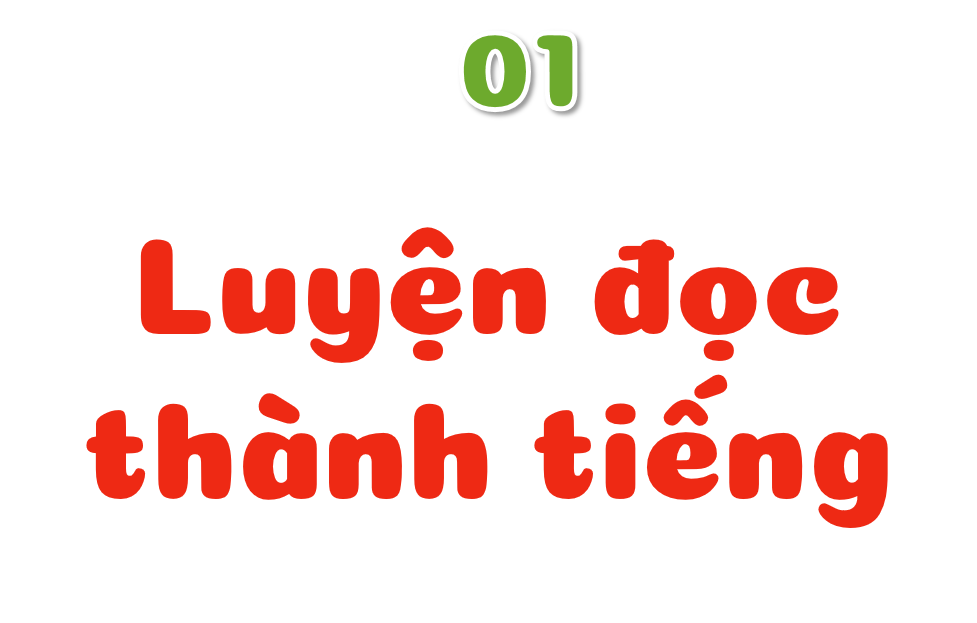 01
Luyện đọc
thành tiếng